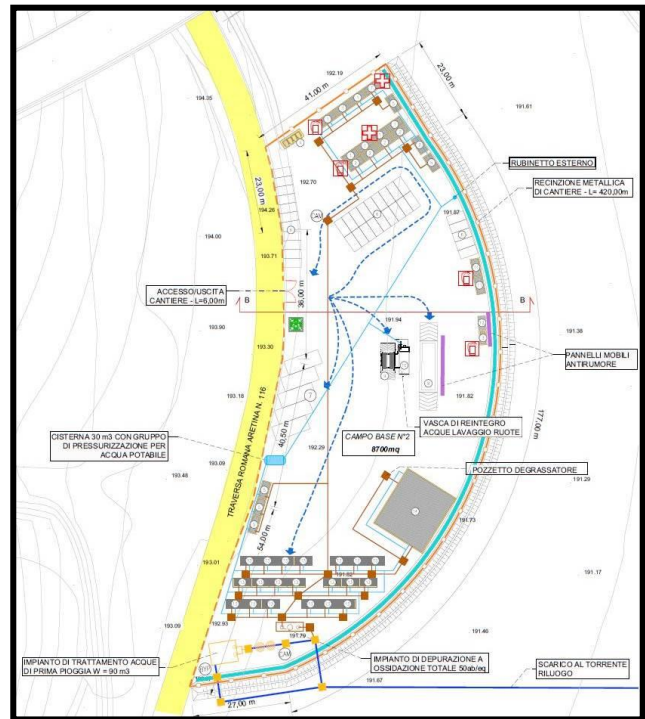 192.19
41,00 m
23,00 m
194.35
191.61
RUBINETTO ESTERNO
RECINZIONE METALLICA
DI CANTIERE - L= 420,00m
192.70
23,00 m
194.26
191.97
CAM
194.00
193.71
ACCESSO/USCITA
CANTIERE - L=6,00m
36,00 m
B
B
193.90
191.94
191.38
193.30
PANNELLI MOBILI
ANTIRUMORE
193.18
191.82
VASCA DI REINTEGRO
ACQUE LAVAGGIO RUOTE
177,00 m
CISTERNA 30 m3 CON GRUPPO
DI PRESSURIZZAZIONE PER
ACQUA POTABILE
40,50 m
CAMPO BASE N°2
8700mq
TRAVERSA ROMANA ARETINA N. 116
193.09
192.29
POZZETTO DEGRASSATORE
193.48
191.29
191.73
54,00 m
193.01
191.17
192.93
193.09
191.79
191.46
CAM
IMPIANTO DI TRATTAMENTO ACQUE
DI PRIMA PIOGGIA W = 90 m3
IMPIANTO DI DEPURAZIONE A
OSSIDAZIONE TOTALE 50ab/eq
SCARICO AL TORRENTE
RILUOGO
191.67
27,00 m